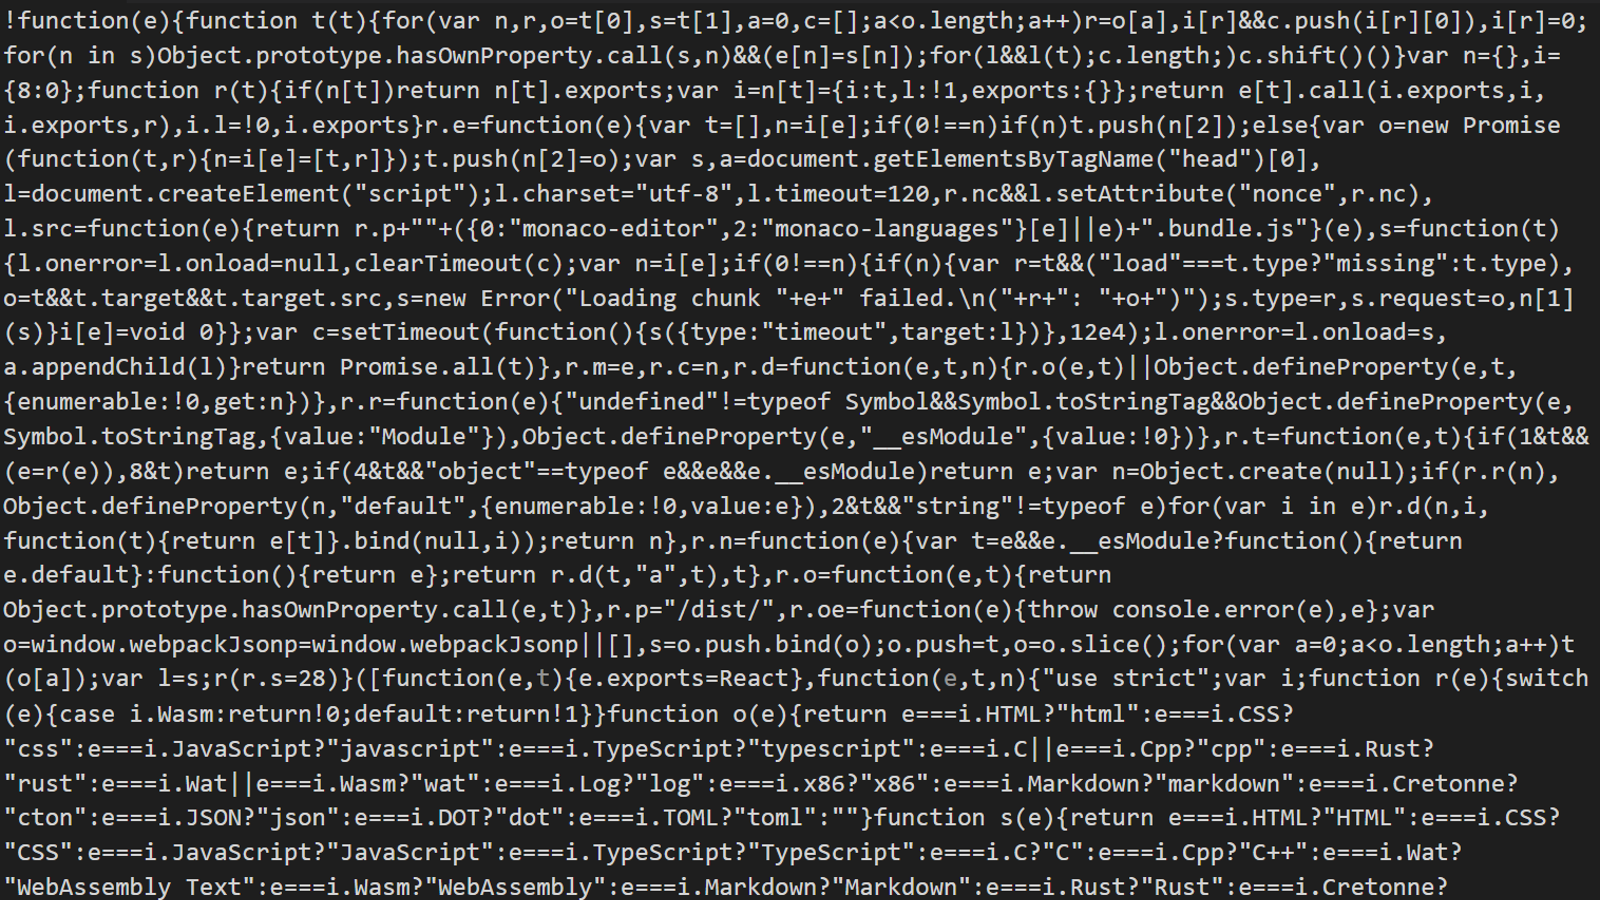 !function(e){function t(t){for(var n,r,o=t[0],s=t[1],a=0,c=[];a<o.length;a++)r=o[a],i[r]&&c.push(i[r][0]),i[r]=0;
for(n in s)Object.prototype.hasOwnProperty.call(s,n)&&(e[n]=s[n]);for(l&&l(t);c.length;)c.shift()()}var n={},i=
{8:0};function r(t){if(n[t])return n[t].exports;var i=n[t]={i:t,l:!1,exports:{}};return e[t].call(i.exports,i,
i.exports,r),i.l=!0,i.exports}r.e=function(e){var t=[],n=i[e];if(0!==n)if(n)t.push(n[2]);else{var o=new Promise
(function(t,r){n=i[e]=[t,r]});t.push(n[2]=o);var s,a=document.getElementsByTagName("head")[0],
l=document.createElement("script");l.charset="utf-8",l.timeout=120,r.nc&&l.setAttribute("nonce",r.nc),
l.src=function(e){return r.p+""+({0:"monaco-editor",2:"monaco-languages"}[e]||e)+".bundle.js"}(e),s=function(t)
{l.onerror=l.onload=null,clearTimeout(c);var n=i[e];if(0!==n){if(n){var r=t&&("load"===t.type?"missing":t.type),
o=t&&t.target&&t.target.src,s=new Error("Loading chunk "+e+" failed.\n("+r+": "+o+")");s.type=r,s.request=o,n[1]
(s)}i[e]=void 0}};var c=setTimeout(function(){s({type:"timeout",target:l})},12e4);l.onerror=l.onload=s,
a.appendChild(l)}return Promise.all(t)},r.m=e,r.c=n,r.d=function(e,t,n){r.o(e,t)||Object.defineProperty(e,t,
{enumerable:!0,get:n})},r.r=function(e){"undefined"!=typeof Symbol&&Symbol.toStringTag&&Object.defineProperty(e,
Symbol.toStringTag,{value:"Module"}),Object.defineProperty(e,"__esModule",{value:!0})},r.t=function(e,t){if(1&t&&
(e=r(e)),8&t)return e;if(4&t&&"object"==typeof e&&e&&e.__esModule)return e;var n=Object.create(null);if(r.r(n),
Object.defineProperty(n,"default",{enumerable:!0,value:e}),2&t&&"string"!=typeof e)for(var i in e)r.d(n,i,
function(t){return e[t]}.bind(null,i));return n},r.n=function(e){var t=e&&e.__esModule?function(){return
e.default}:function(){return e};return r.d(t,"a",t),t},r.o=function(e,t){return
Object.prototype.hasOwnProperty.call(e,t)},r.p="/dist/",r.oe=function(e){throw console.error(e),e};var
o=window.webpackJsonp=window.webpackJsonp||[],s=o.push.bind(o);o.push=t,o=o.slice();for(var a=0;a<o.length;a++)t
(o[a]);var l=s;r(r.s=28)}([function(e,t){e.exports=React},function(e,t,n){"use strict";var i;function r(e){switch
(e){case i.Wasm:return!0;default:return!1}}function o(e){return e===i.HTML?"html":e===i.CSS?
"css":e===i.JavaScript?"javascript":e===i.TypeScript?"typescript":e===i.C||e===i.Cpp?"cpp":e===i.Rust?
"rust":e===i.Wat||e===i.Wasm?"wat":e===i.Log?"log":e===i.x86?"x86":e===i.Markdown?"markdown":e===i.Cretonne?
"cton":e===i.JSON?"json":e===i.DOT?"dot":e===i.TOML?"toml":""}function s(e){return e===i.HTML?"HTML":e===i.CSS?
"CSS":e===i.JavaScript?"JavaScript":e===i.TypeScript?"TypeScript":e===i.C?"C":e===i.Cpp?"C++":e===i.Wat?
"WebAssembly Text":e===i.Wasm?"WebAssembly":e===i.Markdown?"Markdown":e===i.Rust?"Rust":e===i.Cretonne?